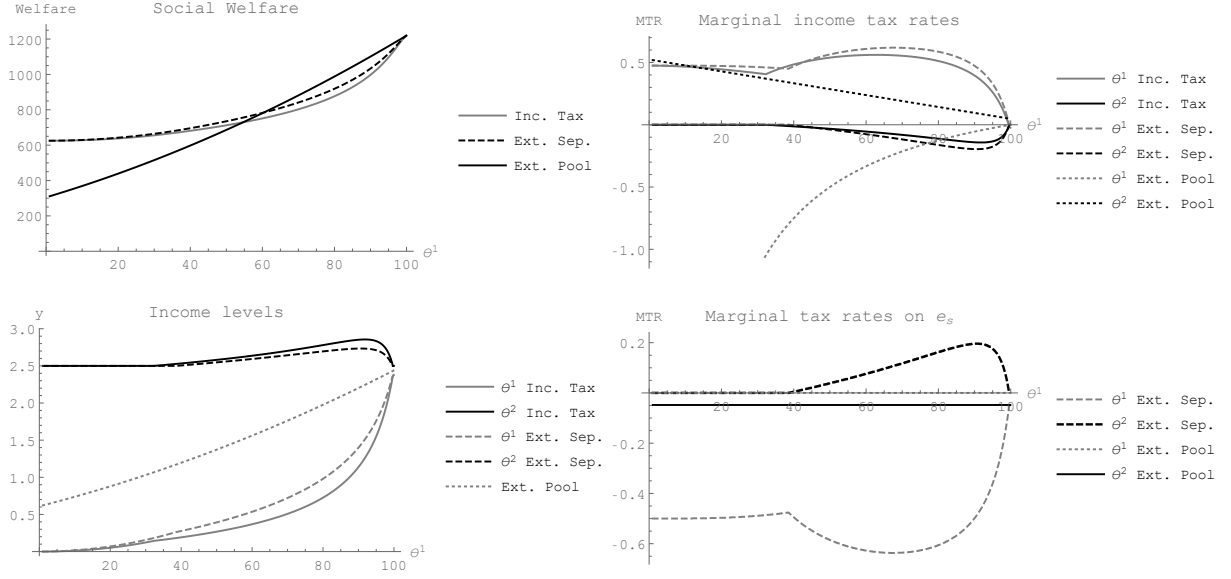 Social Welfare
Welfare
1200
1000
800
600
400
200
20 40 60 80 100 θ¹
Inc. Tax
Ext. Sep.
Ext. Pool
Marginal income tax rates
MTR
0.5
-0.5
-1.0
20 40 60 80 100 θ¹
θ¹ Inc. Tax
θ² Inc. Tax
θ¹ Ext. Sep.
θ² Ext. Sep.
θ¹ Ext. Pool
θ² Ext. Pool
Income levels
y
3.0
2.5
2.0
1.5
1.0
0.5
20 40 60 80 100 θ¹
θ¹ Inc. Tax
θ² Inc. Tax
θ¹ Ext. Sep.
θ² Ext. Sep.
Ext. Pool
Marginal tax rates on eₛ
MTR
0.2
-0.2
-0.4
-0.6
20 40 60 80 100 θ¹
θ¹ Ext. Sep.
θ² Ext. Sep.
θ¹ Ext. Pool
θ² Ext. Pool